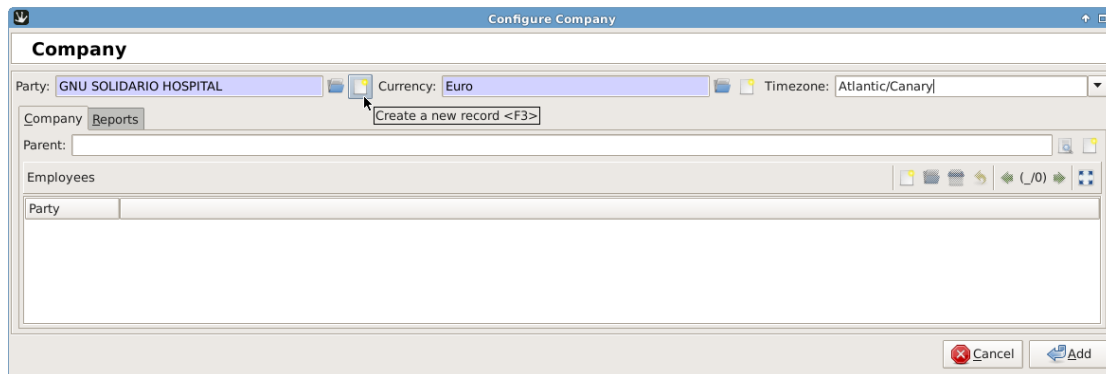 Configure Company
Company
Party: GNU SOLIDARIO HOSPITAL Currency: Euro Timezone: Atlantic/Canary
Create a new record <F3>
Company Reports
Parent:
Employees (_/0)
Party
Cancel Add